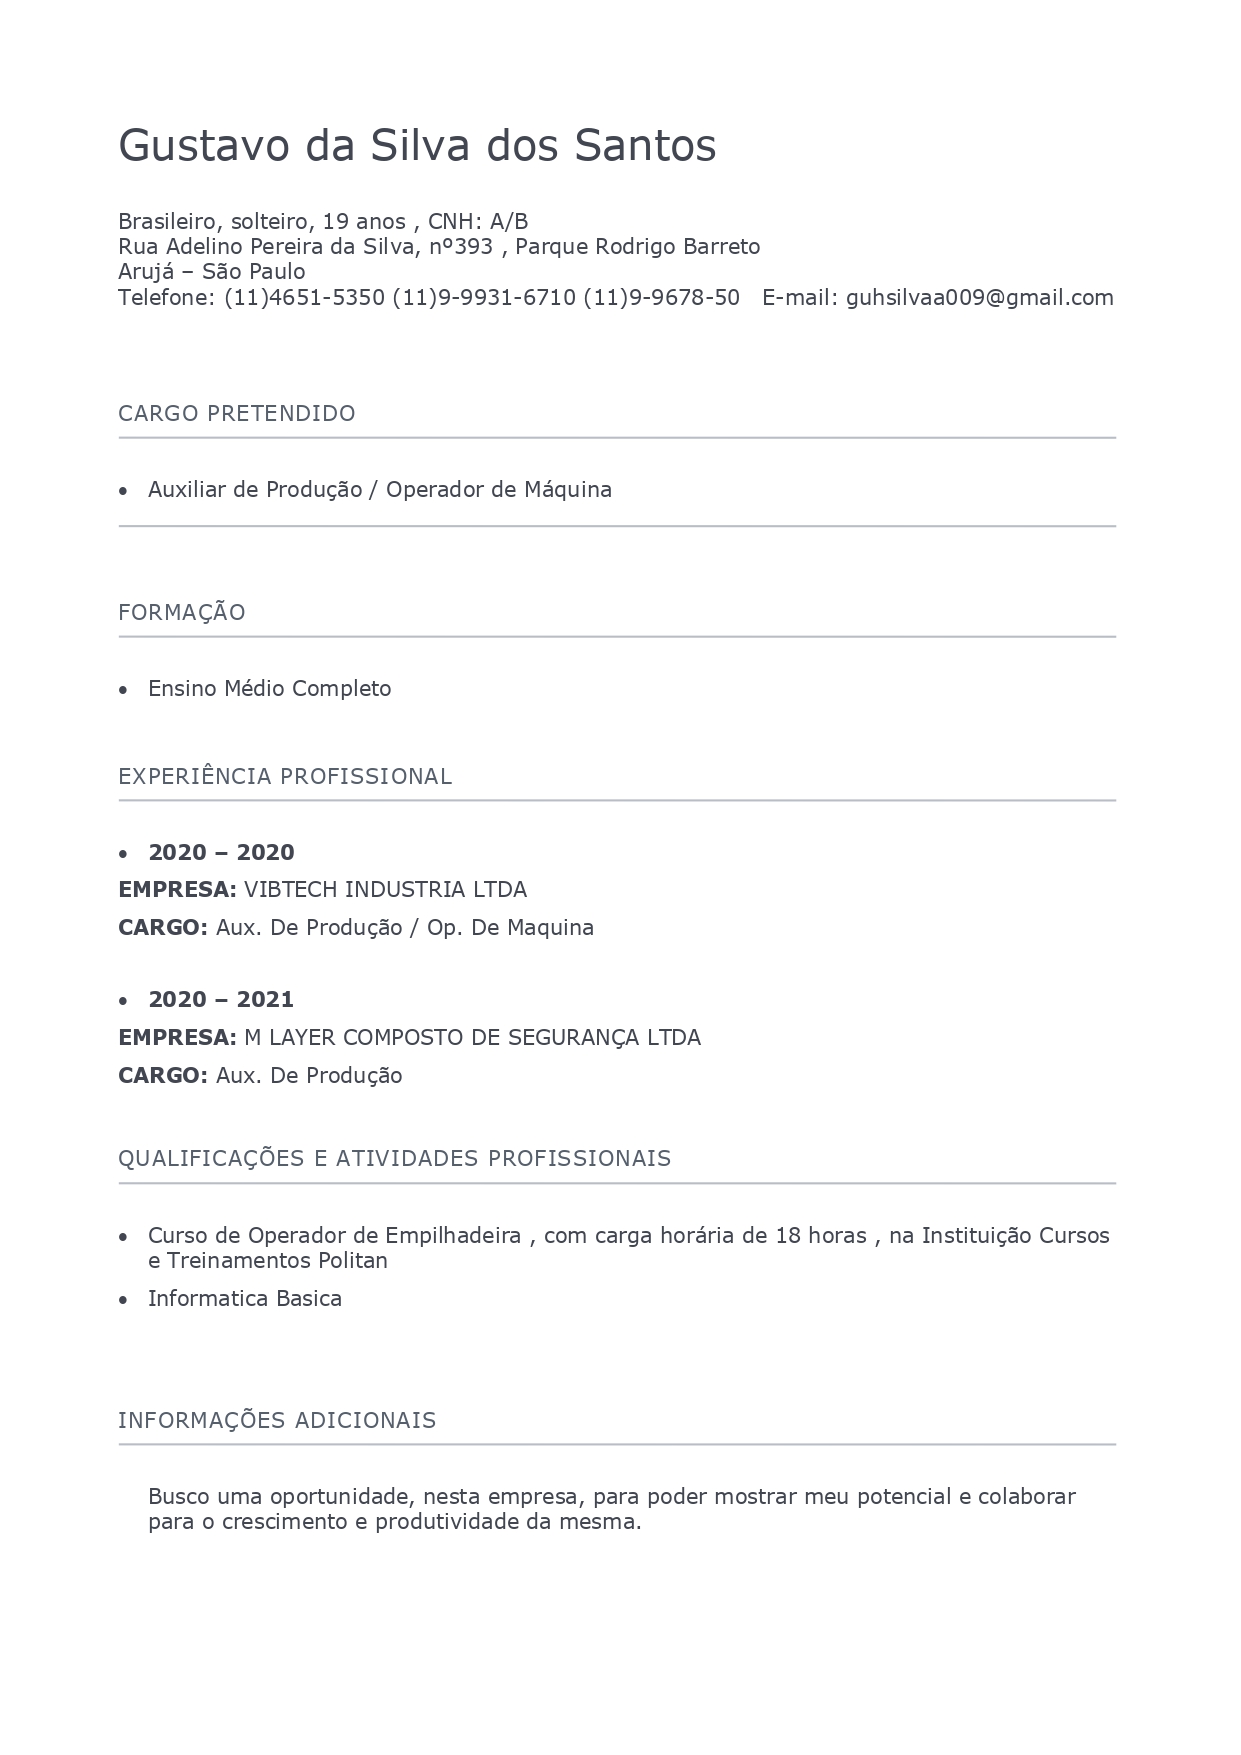 Gustavo da Silva dos Santos
Brasileiro, solteiro, 19 anos , CNH: A/B
Rua Adelino Pereira da Silva, nº393 , Parque Rodrigo Barreto
Arujá – São Paulo
Telefone: (11)4651-5350 (11)9-9931-6710 (11)9-9678-50   E-mail: guhsilvaa009@gmail.com
CARGO PRETENDIDO
• Auxiliar de Produção / Operador de Máquina
FORMAÇÃO
• Ensino Médio Completo
EXPERIÊNCIA PROFISSIONAL
• 2020 – 2020
EMPRESA: VIBTECH INDUSTRIA LTDA
CARGO: Aux. De Produção / Op. De Maquina
• 2020 – 2021
EMPRESA: M LAYER COMPOSTO DE SEGURANÇA LTDA
CARGO: Aux. De Produção
QUALIFICAÇÕES E ATIVIDADES PROFISSIONAIS
• Curso de Operador de Empilhadeira , com carga horária de 18 horas , na Instituição Cursos
e Treinamentos Politan
• Informatica Basica
INFORMAÇÕES ADICIONAIS
Busco uma oportunidade, nesta empresa, para poder mostrar meu potencial e colaborar
para o crescimento e produtividade da mesma.